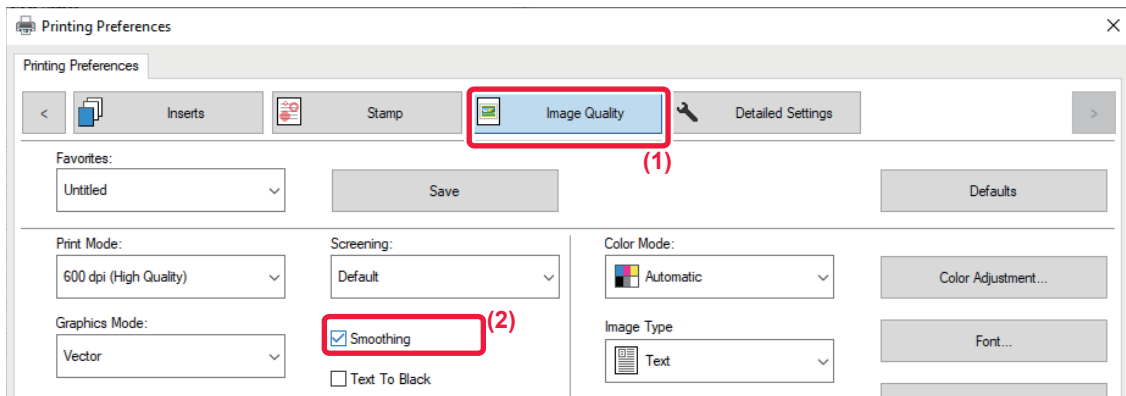 Printing Preferences
Printing Preferences
< Inserts Stamp Image Quality Detailed Settings >
(1)
Favorites:
Untitled Save Defaults
Print Mode: Screening: Color Mode:
600 dpi (High Quality) Default Automatic Color Adjustment...
Graphics Mode: Smoothing (2) Image Type Font...
Vector Text
Text To Black